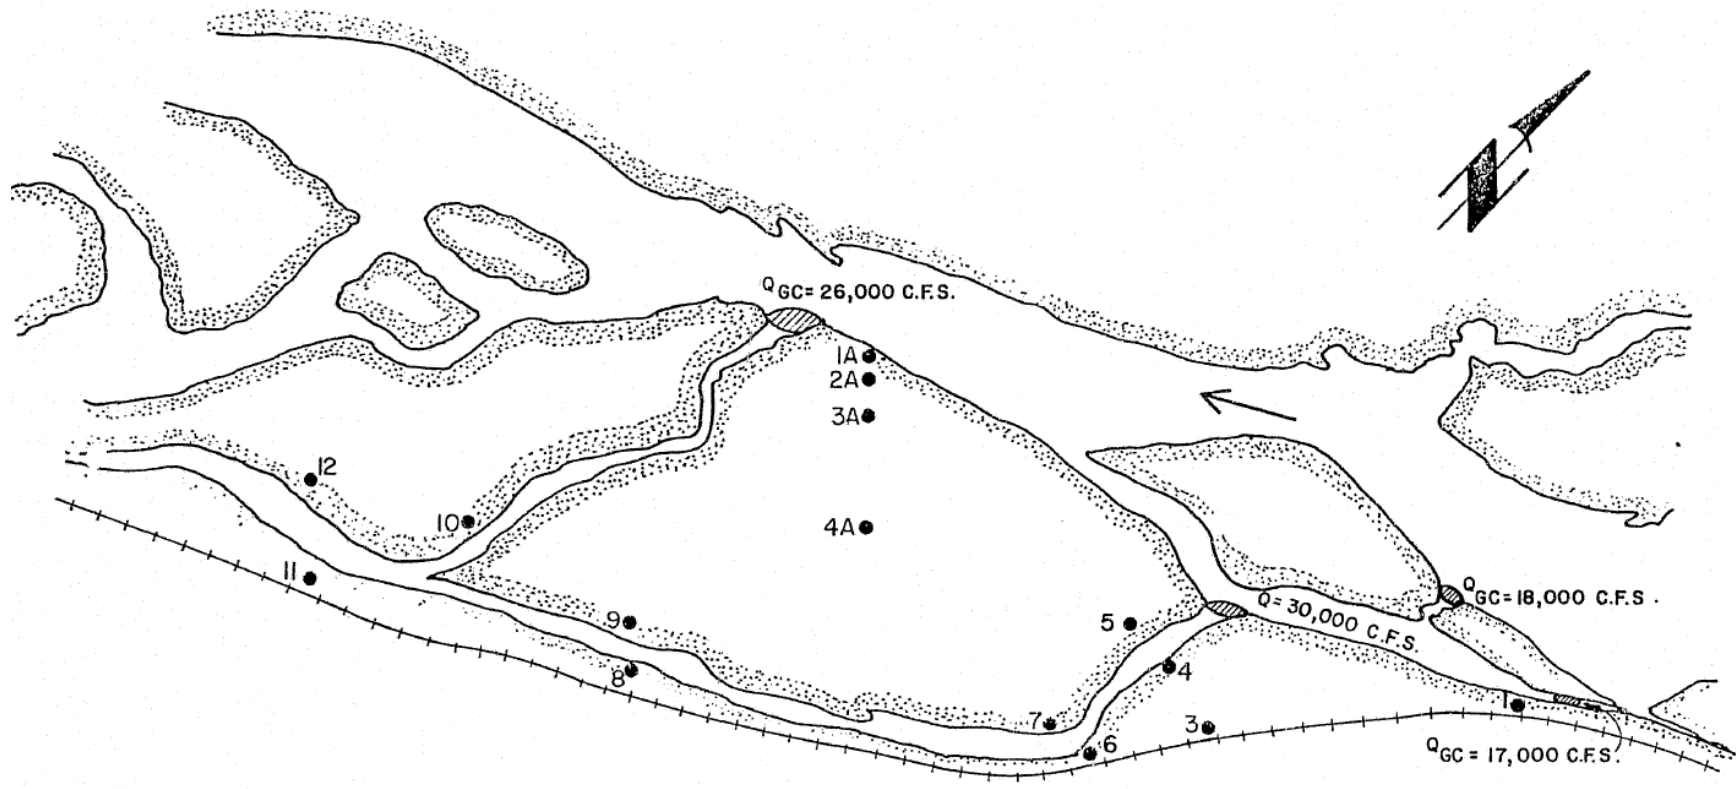 Q GC = 26,000 C.F.S.
1A
2A
3A
12
10
4A
11
Q GC = 18,000 C.F.S.
Q = 30,000 C.F.S.
9
5
8
4
7
3
1
6
Q GC = 17,000 C.F.S.